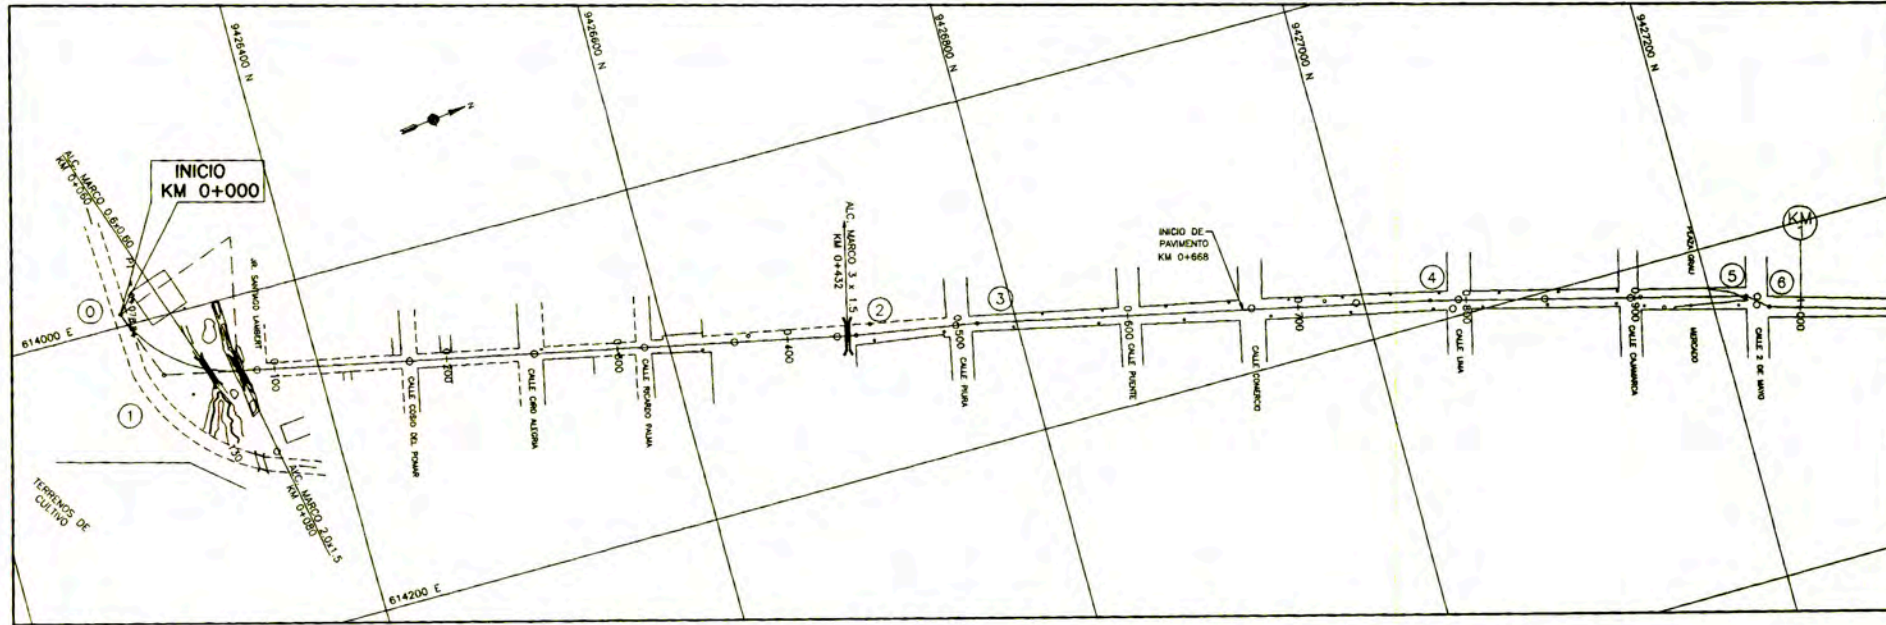 9426400 N
9426600 N
9426800 N
9427000 N
9427200 N
N
ALC. MARCO 0.6x0.60
KM 0+060
INICIO
KM 0+000
JR. SANTIAGO LAMBERT
ALC. MARCO 3 x 1.5
KM 0+432
INICIO DE
PAVIMENTO
KM 0+668
PLAZA GRAU
KM
1
0
1
2
3
4
5
6
614000 E
100
200
300
400
500
600
700
800
900
000
CALLE COSIO DEL POMAR
CALLE CIRO ALEGRIA
CALLE RICARDO PALMA
CALLE PIURA
CALLE PUENTE
CALLE COMERCIO
CALLE LIMA
CALLE CAJAMARCA
MERCADO
CALLE 2 DE MAYO
TERRENOS DE
CULTIVO
ALC. MARCO 2.0x1.5
KM 0+080
614200 E